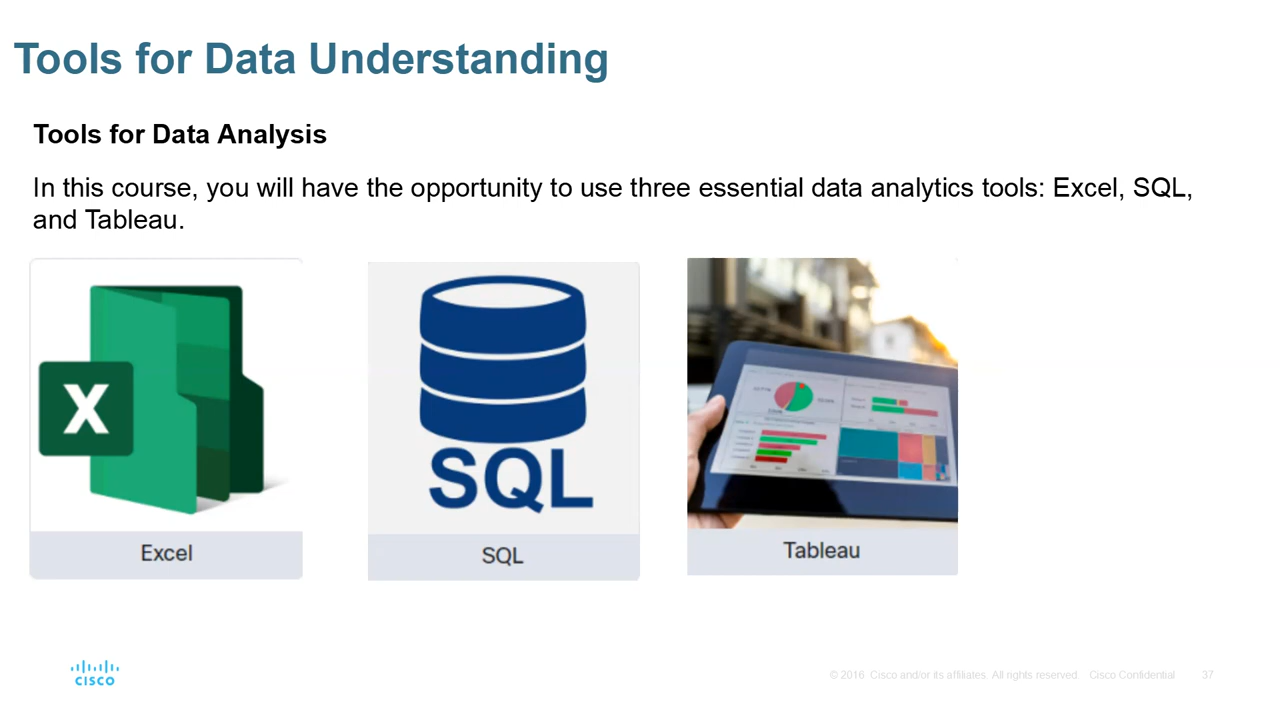 Tools for Data Understanding
Tools for Data Analysis
In this course, you will have the opportunity to use three essential data analytics tools: Excel, SQL,
and Tableau.
X
SQL
Excel
SQL
Tableau
CISCO
© 2016 Cisco and/or its affiliates. All rights reserved. Cisco Confidential 37